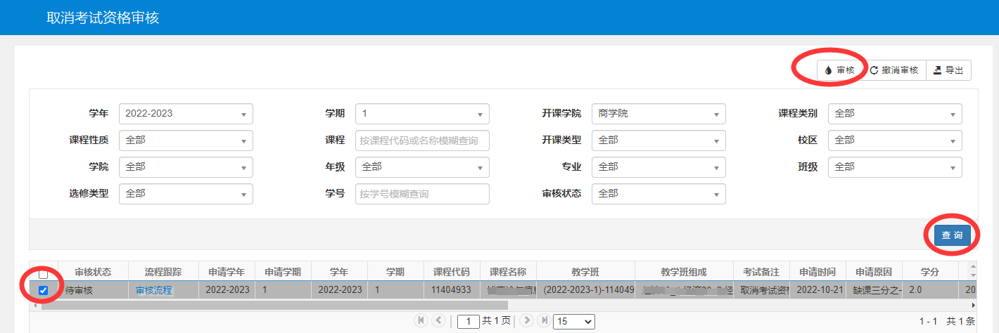 取消考试资格审核
审核 撤消审核 导出
学年 2022-2023 学期 1 开课学院 商学院 课程类别 全部
课程性质 全部 课程 按课程代码或名称模糊查询 开课类型 全部 校区 全部
学院 全部 年级 全部 专业 全部 班级 全部
选修类型 全部 学号 按学号模糊查询 审核状态 全部
查 询
审核状态 流程跟踪 申请学年 申请学期 学年 学期 课程代码 课程名称 教学班 教学班组成 考试备注 申请时间 申请原因 学分
待审核 审核流程 2022-2023 1 2022-2023 1 11404933 (2022-2023-1)-114049 取消考试资 2022-10-21 缺课三分之 2.0 20
1 共 1 页 15 1 - 1 共 1 条